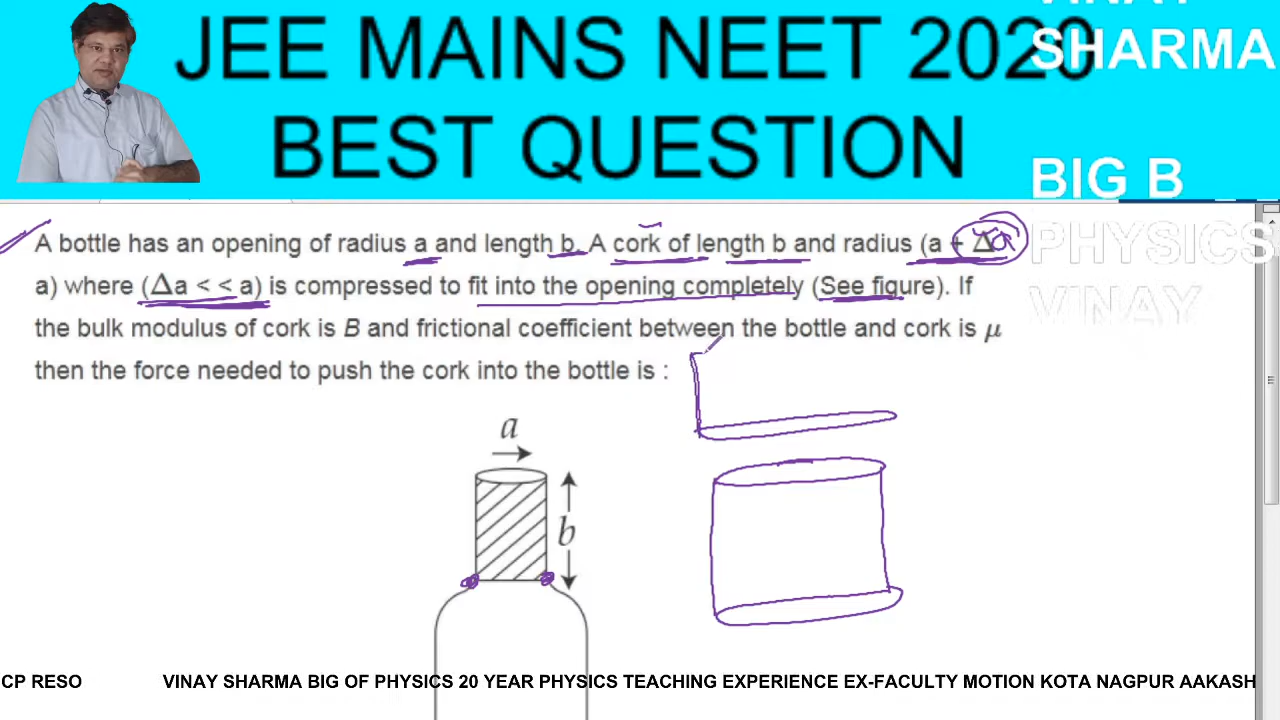 JEE MAINS NEET 2020
BEST QUESTION
VINAY
SHARMA
BIG B
PHYSICS
VINAY
A bottle has an opening of radius a and length b. A cork of length b and radius (a + Δ
a) where (Δa < < a) is compressed to fit into the opening completely (See figure). If
the bulk modulus of cork is B and frictional coefficient between the bottle and cork is μ
then the force needed to push the cork into the bottle is :
a
b
CP RESO VINAY SHARMA BIG OF PHYSICS 20 YEAR PHYSICS TEACHING EXPERIENCE EX-FACULTY MOTION KOTA NAGPUR AAKASH